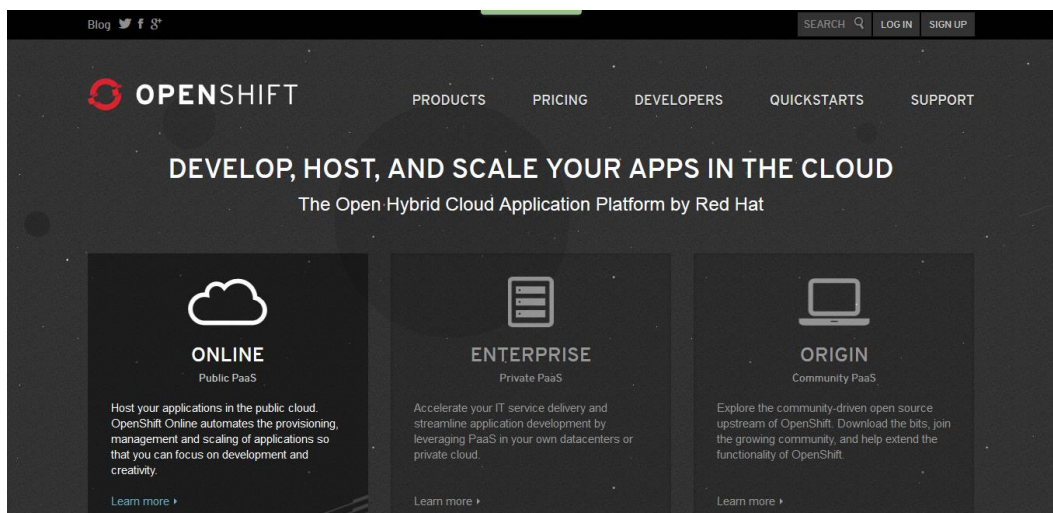 Blog
SEARCH LOG IN SIGN UP
OPENSHIFT
PRODUCTS PRICING DEVELOPERS QUICKSTARTS SUPPORT
DEVELOP, HOST, AND SCALE YOUR APPS IN THE CLOUD
The Open Hybrid Cloud Application Platform by Red Hat
ONLINE
Public PaaS
Host your applications in the public cloud.
OpenShift Online automates the provisioning,
management and scaling of applications so
that you can focus on development and
creativity.
Learn more
ENTERPRISE
Private PaaS
Accelerate your IT service delivery and
streamline application development by
leveraging PaaS in your own datacenters or
private cloud.
Learn more
ORIGIN
Community PaaS
Explore the community-driven open source
upstream of OpenShift. Download the bits, join
the growing community, and help extend the
functionality of OpenShift.
Learn more